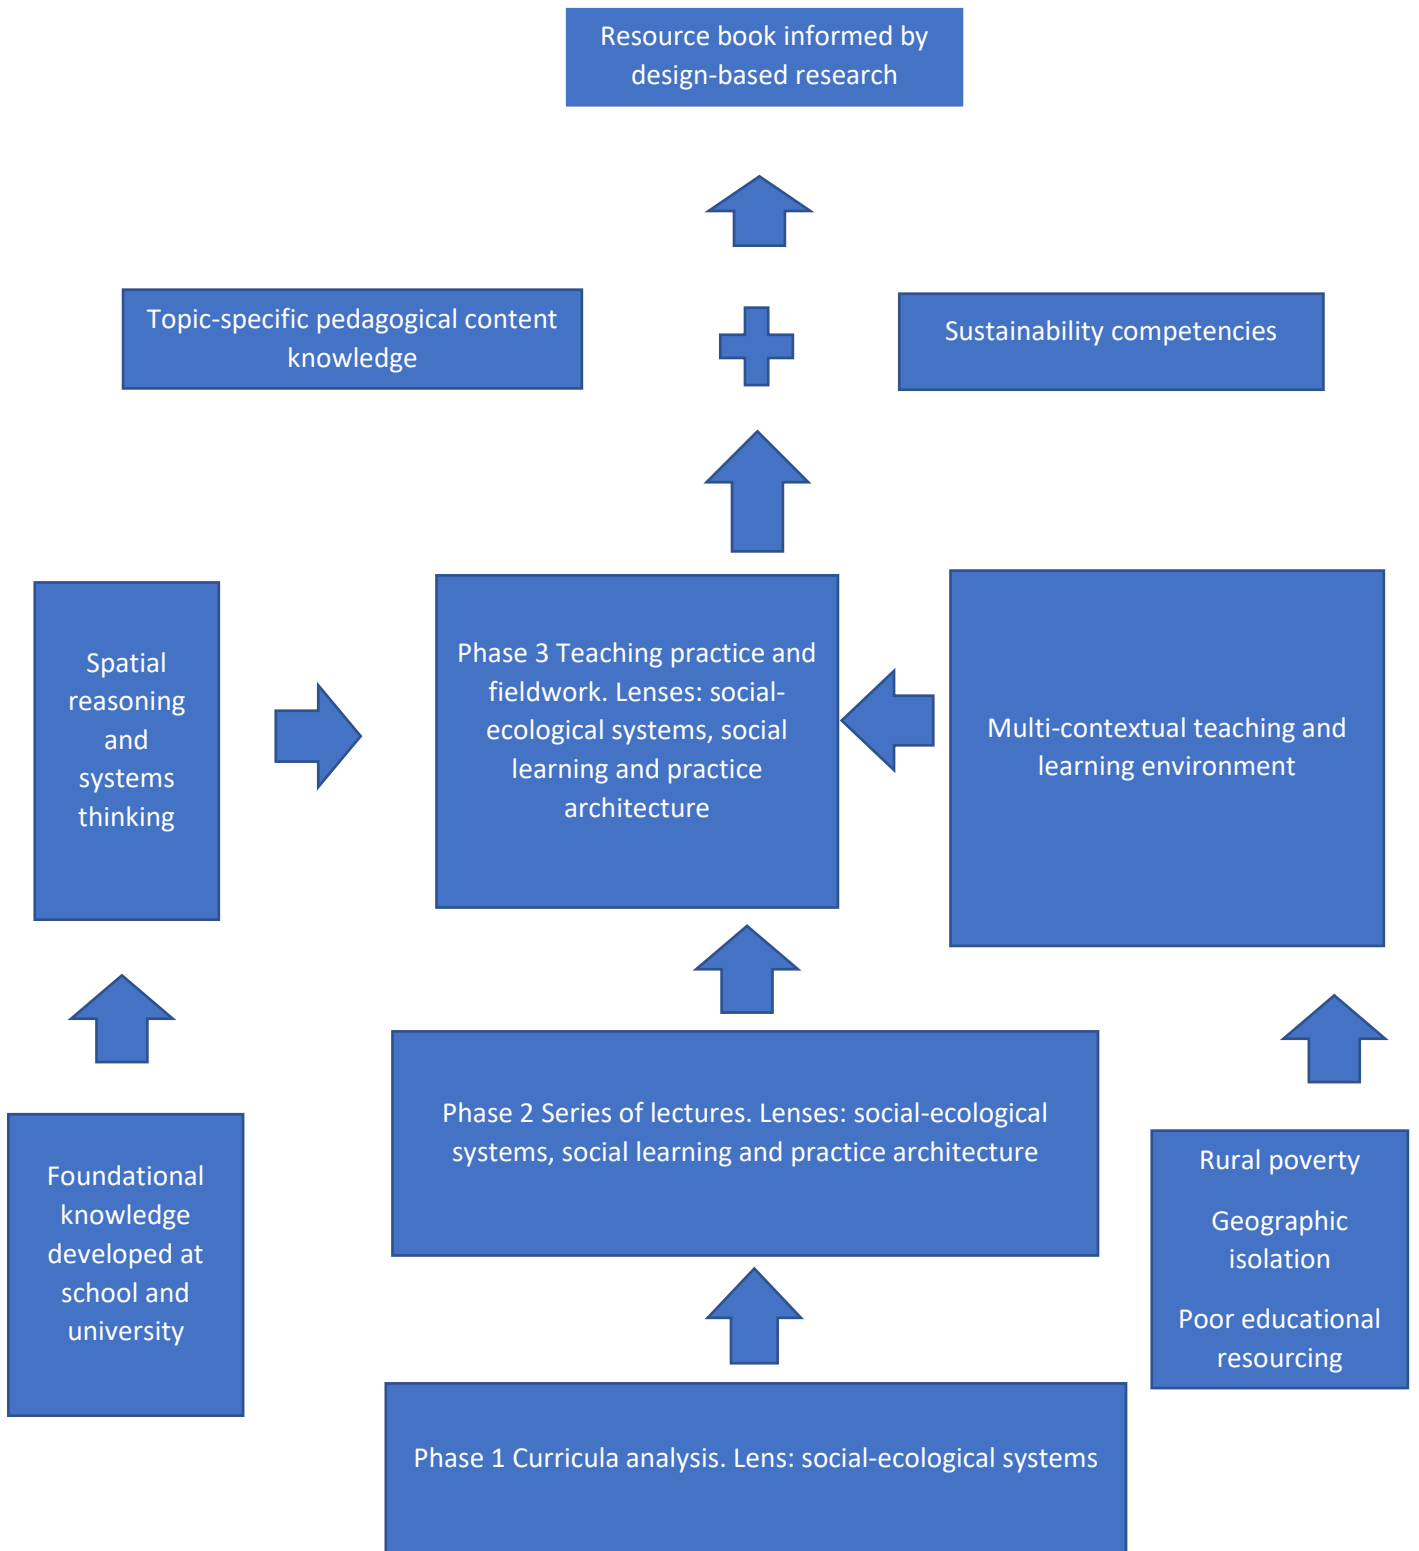 Resource book informed by
design-based research
Topic-specific pedagogical content
knowledge
Sustainability competencies
Spatial
reasoning
and
systems
thinking
Phase 3 Teaching practice and
fieldwork. Lenses: social-
ecological systems, social
learning and practice
architecture
Multi-contextual teaching and
learning environment
Foundational
knowledge
developed at
school and
university
Phase 2 Series of lectures. Lenses: social-ecological
systems, social learning and practice architecture
Rural poverty
Geographic
isolation
Poor educational
resourcing
Phase 1 Curricula analysis. Lens: social-ecological systems